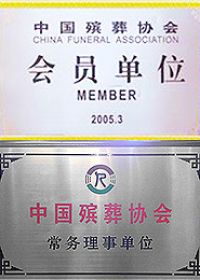 中国殡葬协会
CHINA FUNERAL ASSOCIATION
会员单位
MEMBER
2005.3
中国殡葬协会
常务理事单位